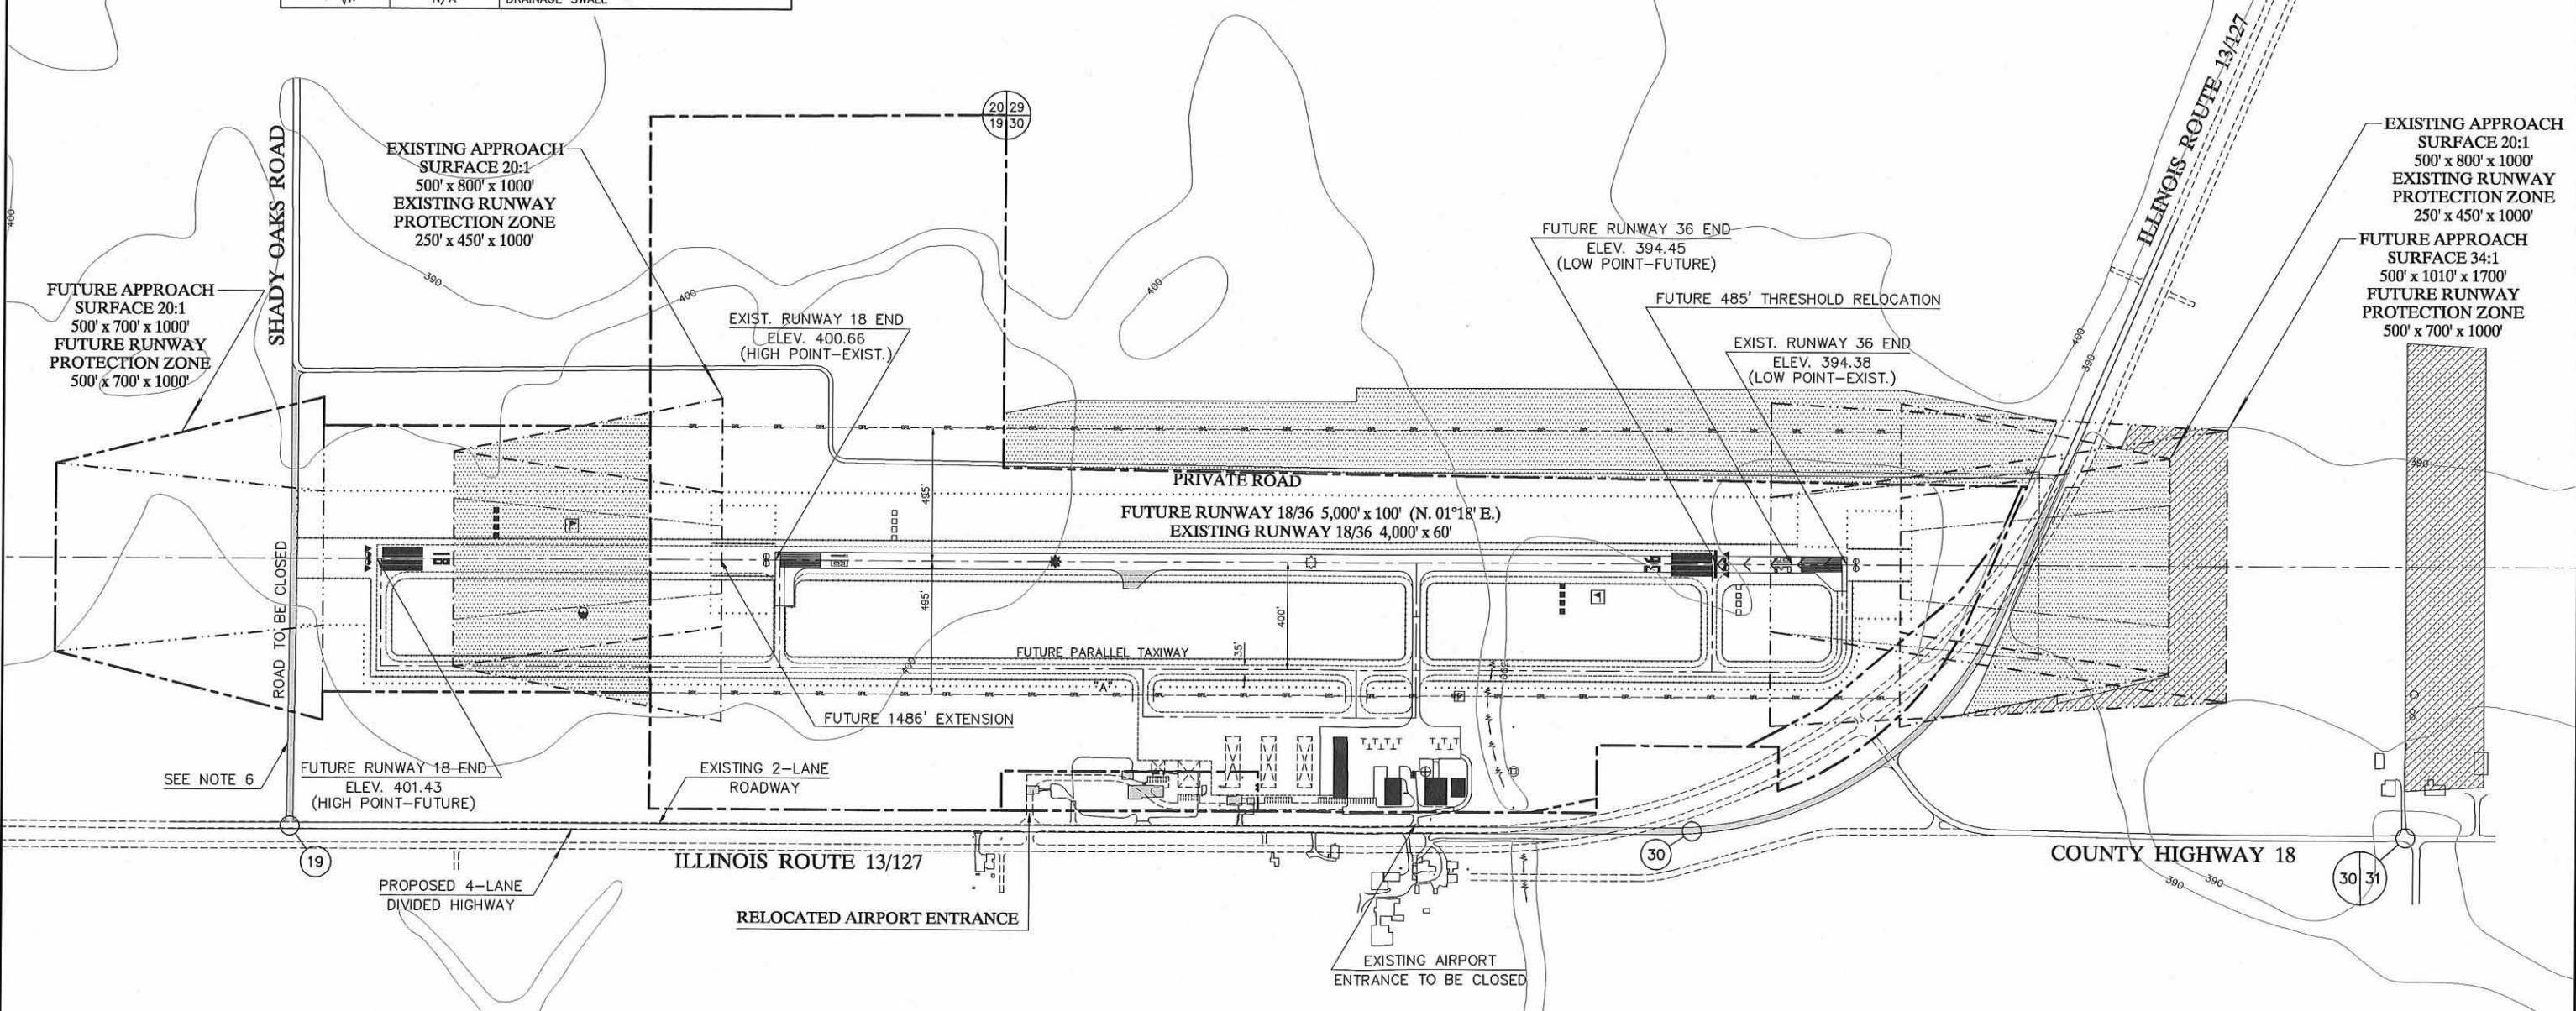 N/A
DRAINAGE SWALE
20 29
19 30
SHADY OAKS ROAD
EXISTING APPROACH
SURFACE 20:1
500' x 800' x 1000'
EXISTING RUNWAY
PROTECTION ZONE
250' x 450' x 1000'
ILLINOIS ROUTE 13/127
EXISTING APPROACH
SURFACE 20:1
500' x 800' x 1000'
EXISTING RUNWAY
PROTECTION ZONE
250' x 450' x 1000'
FUTURE APPROACH
SURFACE 34:1
500' x 1010' x 1700'
FUTURE RUNWAY
PROTECTION ZONE
500' x 700' x 1000'
FUTURE APPROACH
SURFACE 20:1
500' x 700' x 1000'
FUTURE RUNWAY
PROTECTION ZONE
500' x 700' x 1000'
400
390
400
400
400
390
390
EXIST. RUNWAY 18 END
ELEV. 400.66
(HIGH POINT-EXIST.)
FUTURE RUNWAY 36 END
ELEV. 394.45
(LOW POINT-FUTURE)
FUTURE 485' THRESHOLD RELOCATION
EXIST. RUNWAY 36 END
ELEV. 394.38
(LOW POINT-EXIST.)
PRIVATE ROAD
495'
FUTURE RUNWAY 18/36 5,000' x 100' (N. 01°18' E.)
EXISTING RUNWAY 18/36 4,000' x 60'
18
36
495'
400'
ROAD TO BE CLOSED
FUTURE PARALLEL TAXIWAY
35'
400
390
"A"
FUTURE 1486' EXTENSION
SEE NOTE 6
FUTURE RUNWAY 18 END
ELEV. 401.43
(HIGH POINT-FUTURE)
EXISTING 2-LANE
ROADWAY
19
ILLINOIS ROUTE 13/127
30
COUNTY HIGHWAY 18
30 31
390
390
PROPOSED 4-LANE
DIVIDED HIGHWAY
RELOCATED AIRPORT ENTRANCE
EXISTING AIRPORT
ENTRANCE TO BE CLOSED